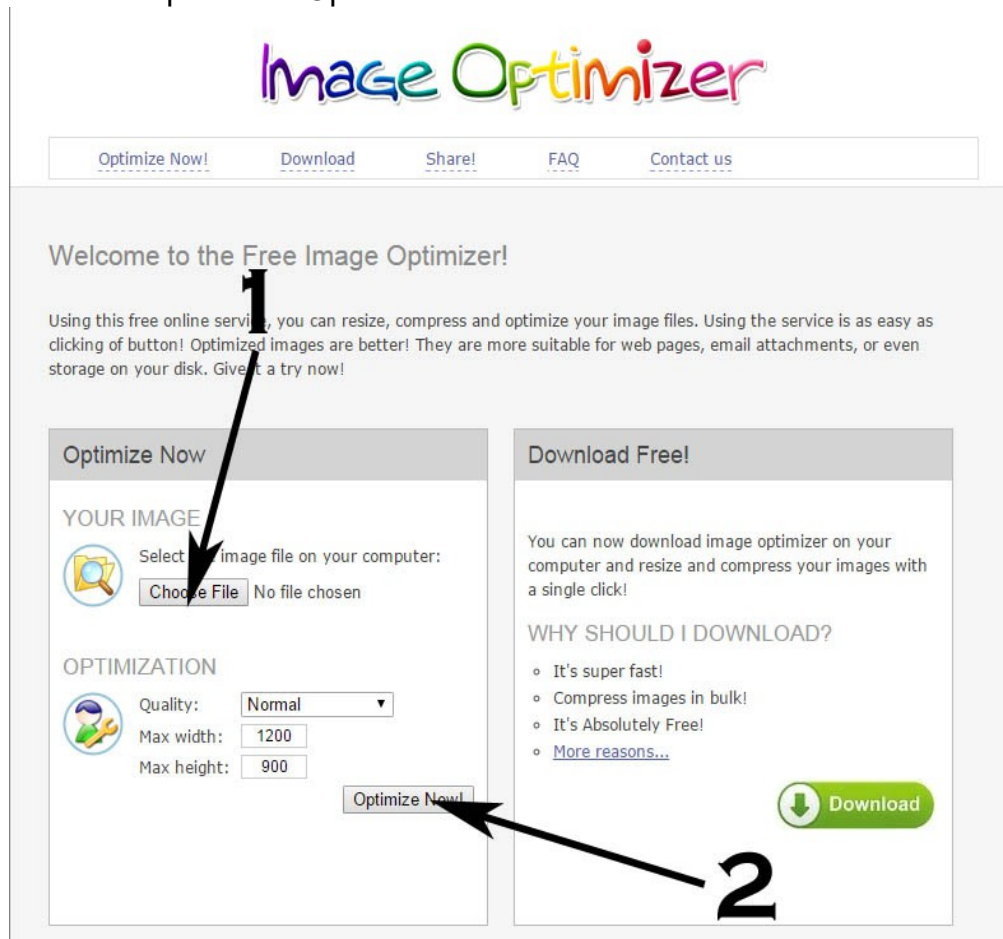 Image Optimizer
Optimize Now! Download Share! FAQ Contact us
Welcome to the Free Image Optimizer!
1
Using this free online service, you can resize, compress and optimize your image files. Using the service is as easy as
clicking of button! Optimized images are better! They are more suitable for web pages, email attachments, or even
storage on your disk. Give it a try now!
Optimize Now
YOUR IMAGE
Select image file on your computer:
Choose File No file chosen
OPTIMIZATION
Quality: Normal
Max width: 1200
Max height: 900
Optimize Now!
Download Free!
You can now download image optimizer on your
computer and resize and compress your images with
a single click!
WHY SHOULD I DOWNLOAD?
It's super fast!
Compress images in bulk!
It's Absolutely Free!
More reasons...
Download
2